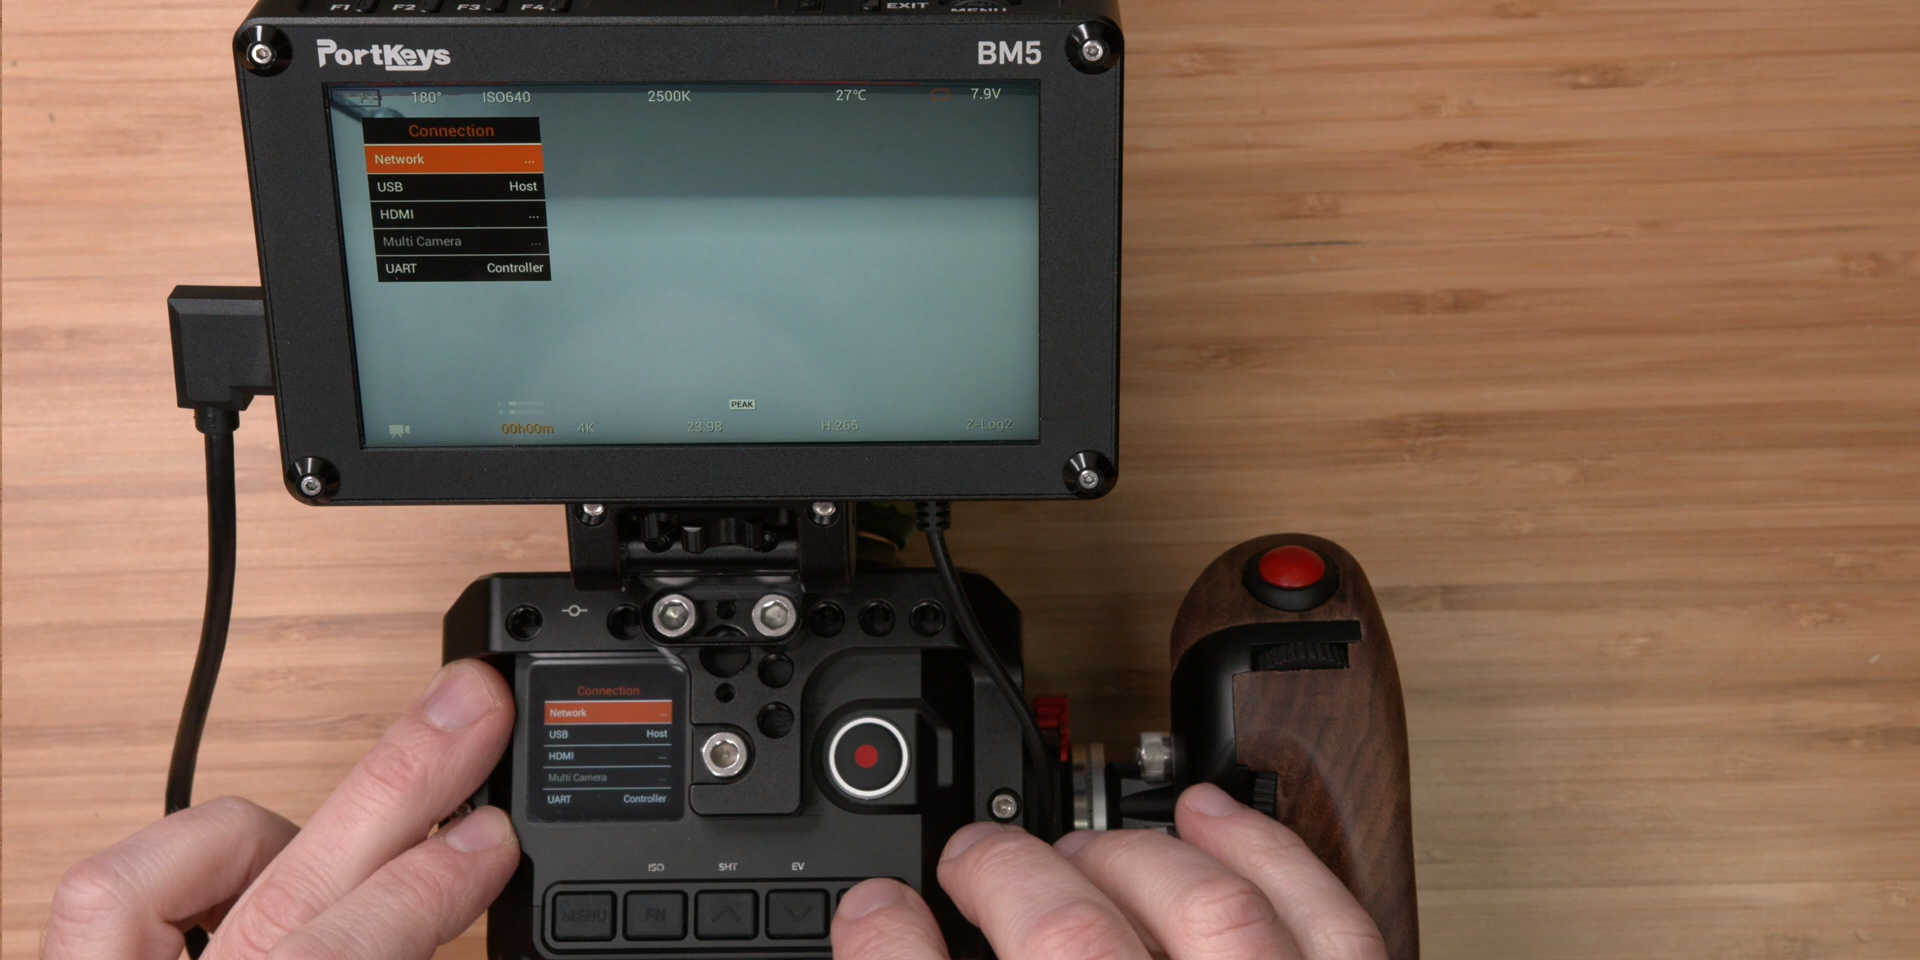 F1 F2 F3 F4 EXIT MENU
PortKeys BM5
180° ISO640 2500K 27°C 7.9V
Connection
Network ...
USB Host
HDMI ...
Multi Camera ...
UART Controller
PEAK
00h00m 4K 23.98 H.265 Z-Log2
Connection
Network ...
USB Host
HDMI ...
Multi Camera ...
UART Controller
ISO SHT EV
MENU FN